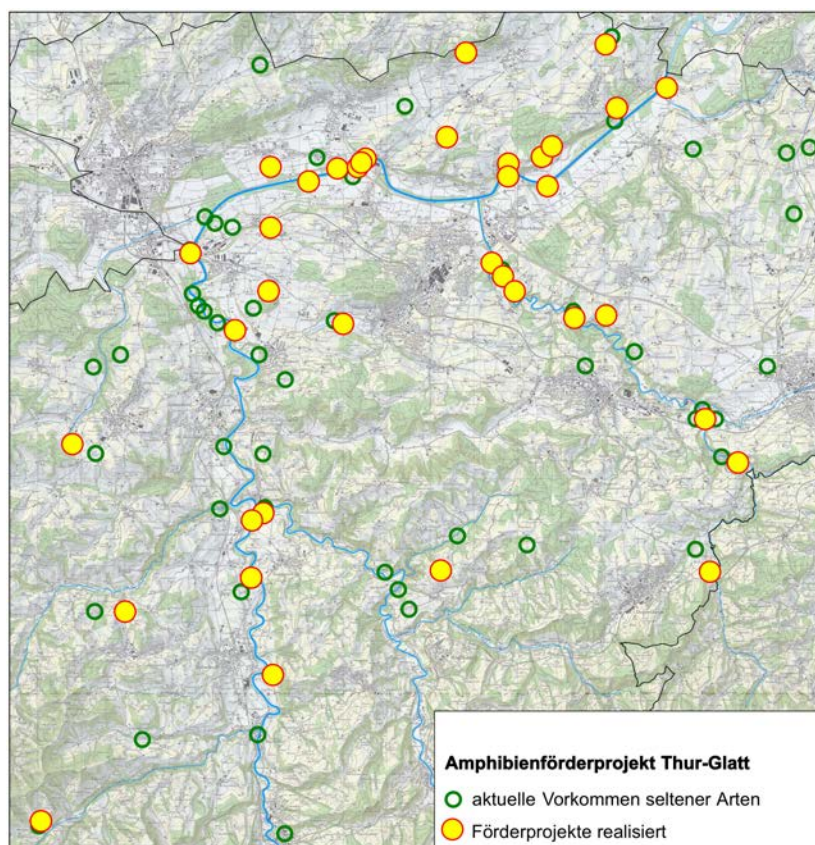 Amphibienförderprojekt Thur-Glatt
aktuelle Vorkommen seltener Arten
Förderprojekte realisiert